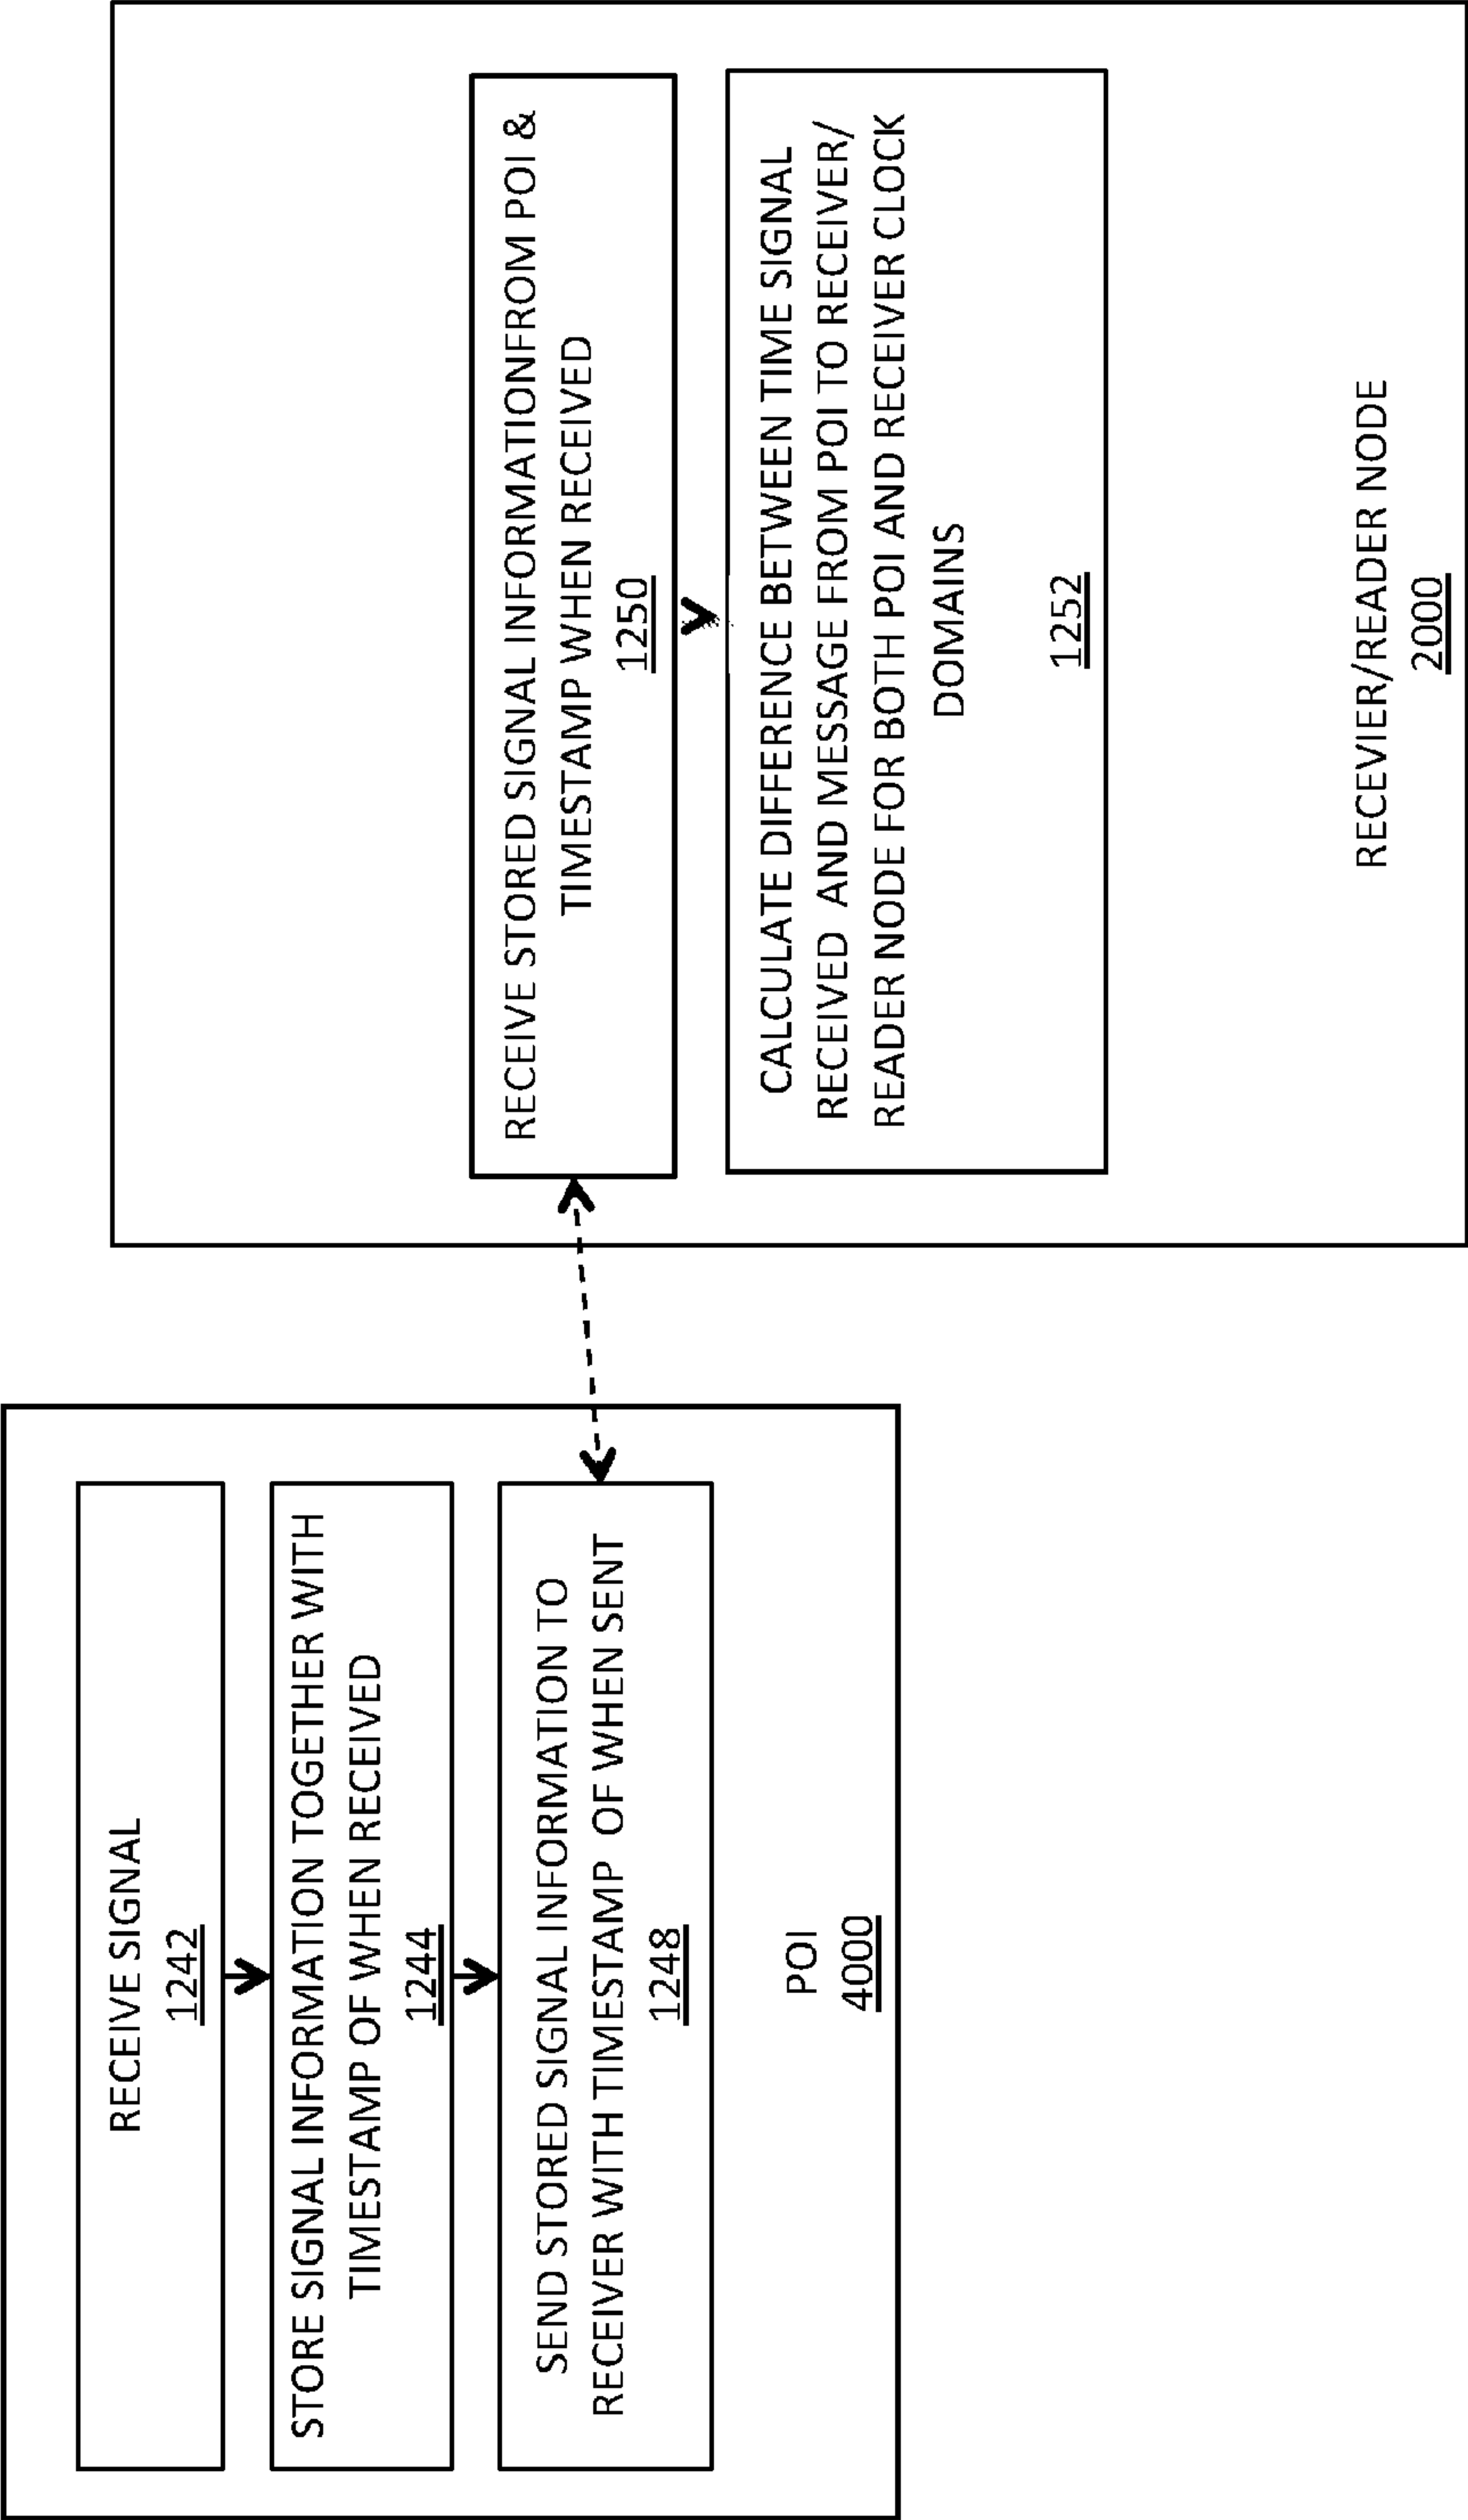 RECEIVE SIGNAL
1242
STORE SIGNAL INFORMATION TOGETHER WITH
TIMESTAMP OF WHEN RECEIVED
1244
SEND STORED SIGNAL INFORMATION TO
RECEIVER WITH TIMESTAMP OF WHEN SENT
1248
POI
4000
RECEIVE STORED SIGNAL INFORMATIONFROM POI &
TIMESTAMP WHEN RECEIVED
1250
CALCULATE DIFFERENCE BETWEEN TIME SIGNAL
RECEIVED AND MESSAGE FROM POI TO RECEIVER/
READER NODE FOR BOTH POI AND RECEIVER CLOCK
DOMAINS
1252
RECEVIER/READER NODE
2000